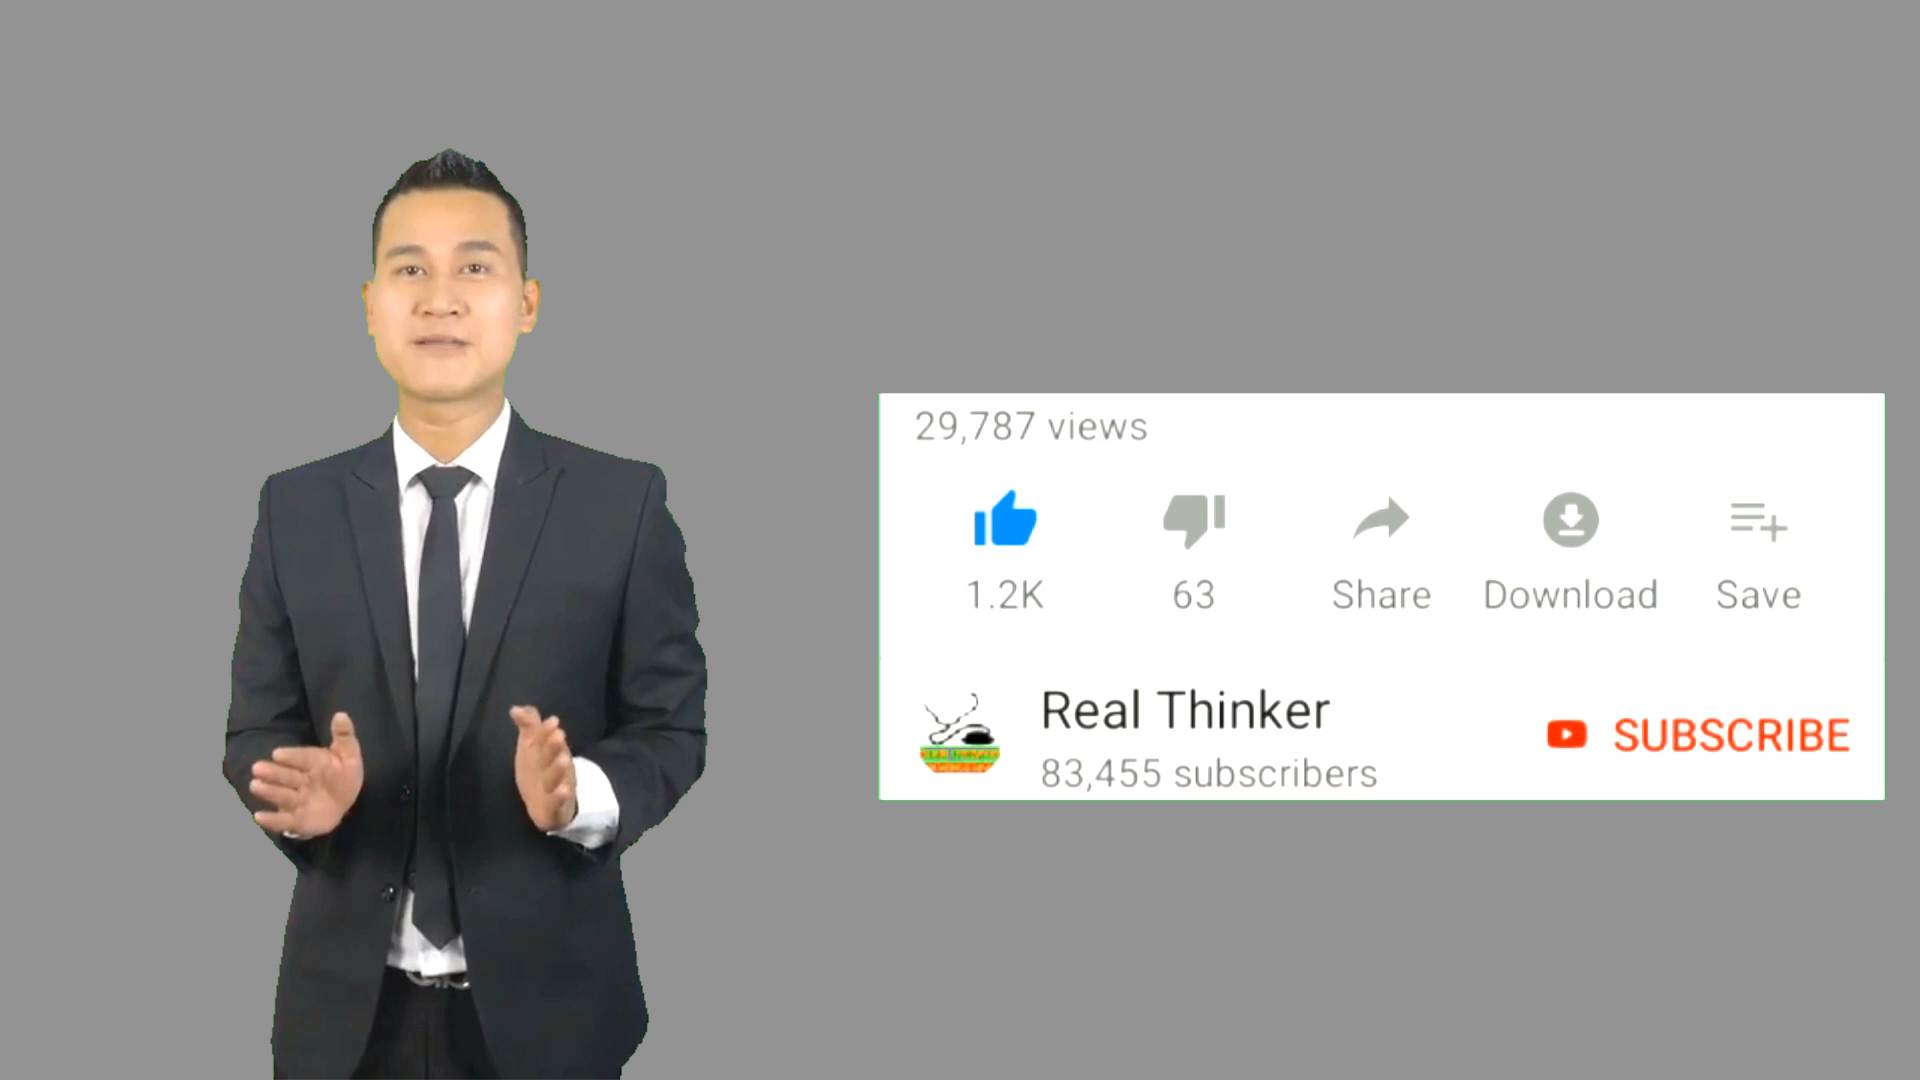 29,787 views
1.2K 63 Share Download Save
Real Thinker
SUBSCRIBE
83,455 subscribers